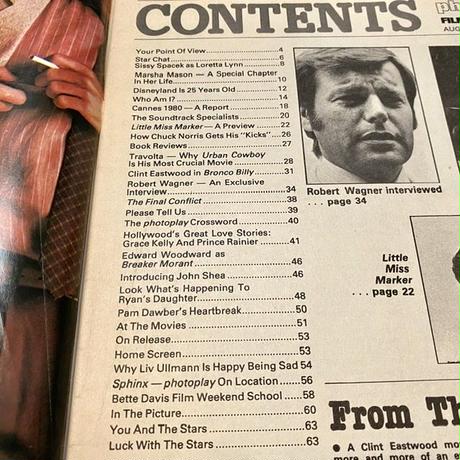 CONTENTS
ph
FILM
AUG
Your Point Of View.....................4
Star Chat.....................6
Sissy Spacek as Loretta Lynn.........8
Marsha Mason — A Special Chapter
In Her Life.....................10
Disneyland Is 25 Years Old...........12
Who Am I?.....................14
Cannes 1980 — A Report...........18
The Soundtrack Specialists.........20
Little Miss Marker — A Preview......22
How Chuck Norris Gets His "Kicks"...26
Book Reviews.....................27
Travolta — Why Urban Cowboy
Is His Most Crucial Movie...........28
Clint Eastwood in Bronco Billy........31
Robert Wagner — An Exclusive
Interview.....................34
The Final Conflict.....................38
Please Tell Us.....................39
The photoplay Crossword...........40
Hollywood's Great Love Stories:
Grace Kelly And Prince Rainier......41
Edward Woodward as
Breaker Morant.....................46
Introducing John Shea...........46
Look What's Happening To
Ryan's Daughter.....................48
Pam Dawber's Heartbreak...........50
At The Movies.....................51
On Release.....................53
Home Screen.....................53
Why Liv Ullmann Is Happy Being Sad 54
Sphinx — photoplay On Location......56
Bette Davis Film Weekend School....58
In The Picture.....................60
You And The Stars.....................63
Luck With The Stars.....................63
Robert Wagner interviewed
. . . page 34
Little
Miss
Marker
. . . page 22
From Th
● A Clint Eastwood mo